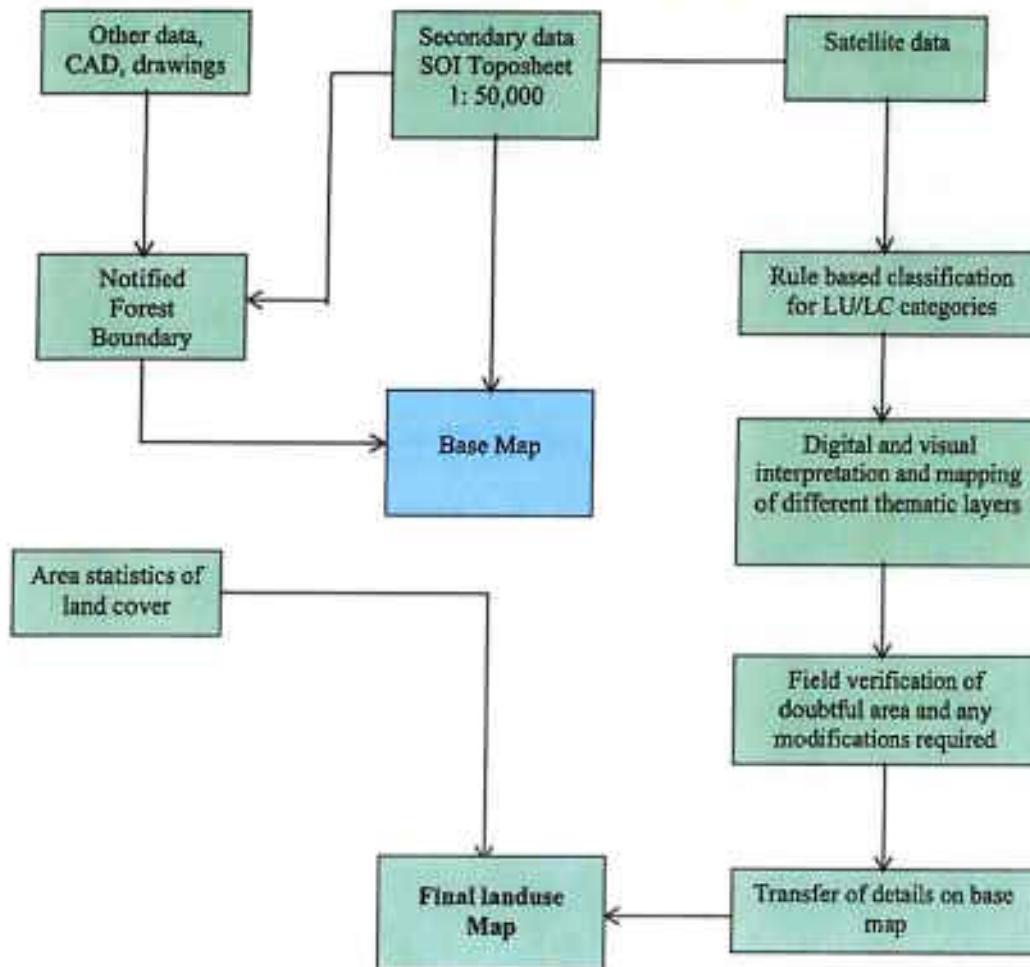 Other data,
CAD, drawings
Secondary data
SOI Toposheet
1: 50,000
Satellite data
Notified
Forest
Boundary
Rule based classification
for LU/LC categories
Base Map
Digital and visual
interpretation and mapping
of different thematic layers
Area statistics of
land cover
Field verification of
doubtful area and any
modifications required
Final landuse
Map
Transfer of details on base
map